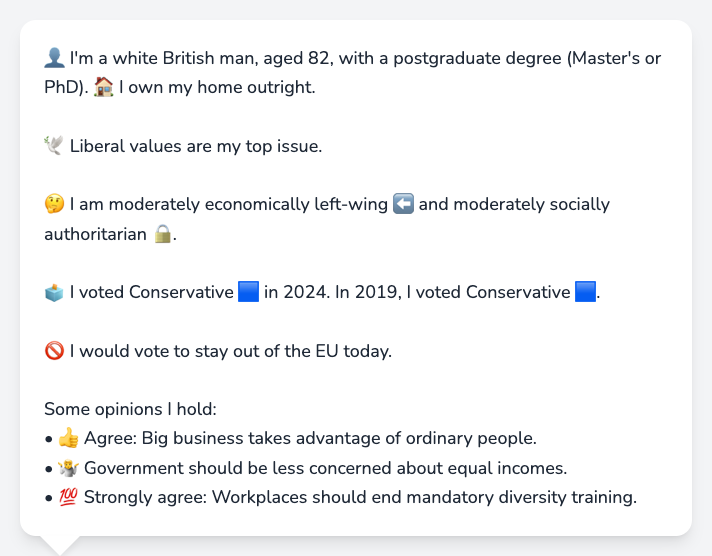 👤 I'm a white British man, aged 82, with a postgraduate degree (Master's or
PhD). 🏠 I own my home outright.
🕊️ Liberal values are my top issue.
🤔 I am moderately economically left-wing ⬅️ and moderately socially
authoritarian 🔒.
🗳️ I voted Conservative 🟦 in 2024. In 2019, I voted Conservative 🟦.
🚫 I would vote to stay out of the EU today.
Some opinions I hold:
• 👍 Agree: Big business takes advantage of ordinary people.
• 🤷 Government should be less concerned about equal incomes.
• 💯 Strongly agree: Workplaces should end mandatory diversity training.